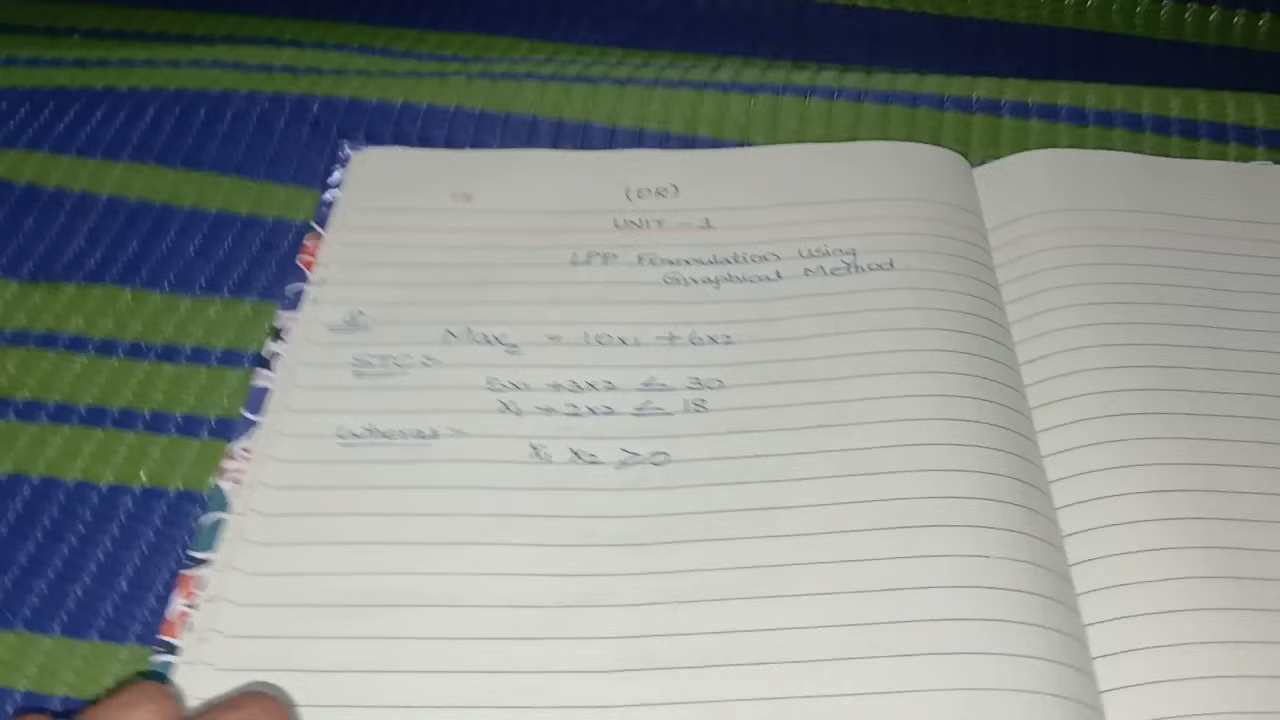 (OR)
UNIT - 1
LPP Formulation Using
Graphical Method
Max Z = 10x1 + 6x2
STC :-
5x1 + 3x2 ≤ 30
x1 + 2x2 ≤ 18
x1 x2 ≥ 0